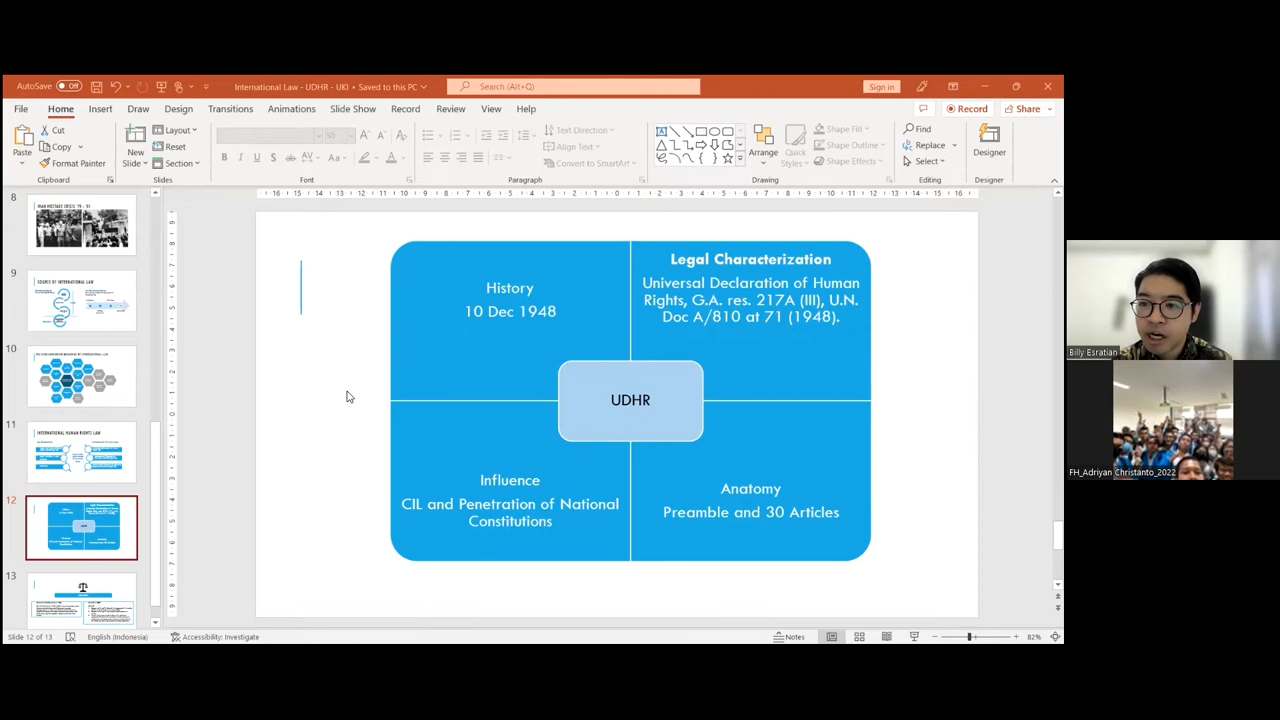 AutoSave
Off
International Law - UDHR - UKI • Saved to this PC
Search (Alt+Q)
Sign in
File
Home
Insert
Draw
Design
Transitions
Animations
Slide Show
Record
Review
View
Help
Record
Share
Paste
Cut
Copy
Format Painter
Clipboard
New
Slide
Layout
Reset
Section
Slides
Font
Text Direction
Align Text
Convert to SmartArt
Paragraph
Arrange
Quick
Styles
Shape Fill
Shape Outline
Shape Effects
Drawing
Find
Replace
Select
Editing
Designer
Designer
8
IRAN HOSTAGE CRISIS '79 - '81
9
SOURCE OF INTERNATIONAL LAW
10
11
INTERNATIONAL HUMAN RIGHTS LAW
12
13
History
10 Dec 1948
Legal Characterization
Universal Declaration of Human
Rights, G.A. res. 217A (III), U.N.
Doc A/810 at 71 (1948).
UDHR
Influence
CIL and Penetration of National
Constitutions
Anatomy
Preamble and 30 Articles
Billy Esratian
FH_Adriyan Christanto_2022
Slide 12 of 13
English (Indonesia)
Accessibility: Investigate
Notes
82%